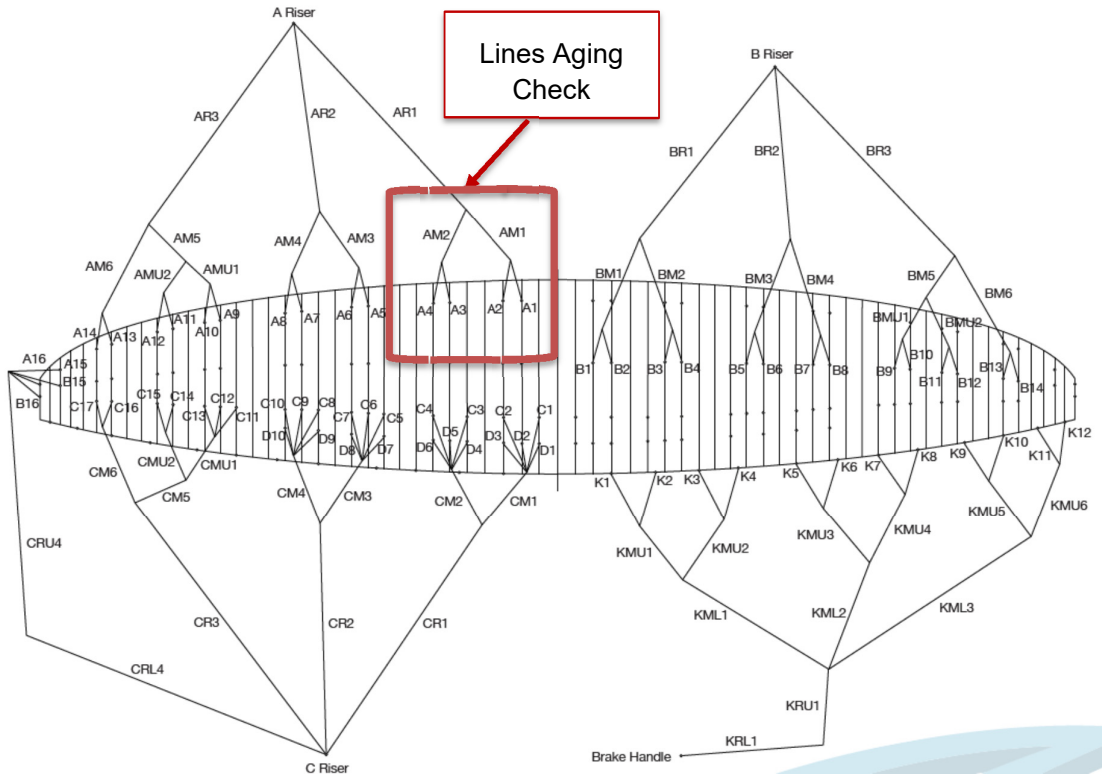 A Riser
Lines Aging
Check
B Riser
AR3
AR2
AR1
BR1
BR2
BR3
AM6
AM5
AMU2
AMU1
AM4
AM3
AM2
AM1
BM1
BM2
BM3
BM4
BM5
BM6
BMU1
BMU2
A16
A15
A14
A13
A12
A11
A10
A9
A8
A7
A6
A5
A4
A3
A2
A1
B16
B15
B1
B2
B3
B4
B5
B6
B7
B8
B9
B10
B11
B12
B13
B14
C17
C16
C15
C14
C13
C12
C11
C10
C9
C8
C7
C6
C5
C4
C3
C2
C1
D10
D9
D8
D7
D6
D5
D4
D3
D2
D1
K1
K2
K3
K4
K5
K6
K7
K8
K9
K10
K11
K12
CM6
CMU2
CM5
CMU1
CM4
CM3
CM2
CM1
KMU1
KMU2
KMU3
KMU4
KMU5
KMU6
CRU4
CR3
CR2
CR1
KML1
KML2
KML3
CRL4
KRU1
KRL1
Brake Handle
C Riser